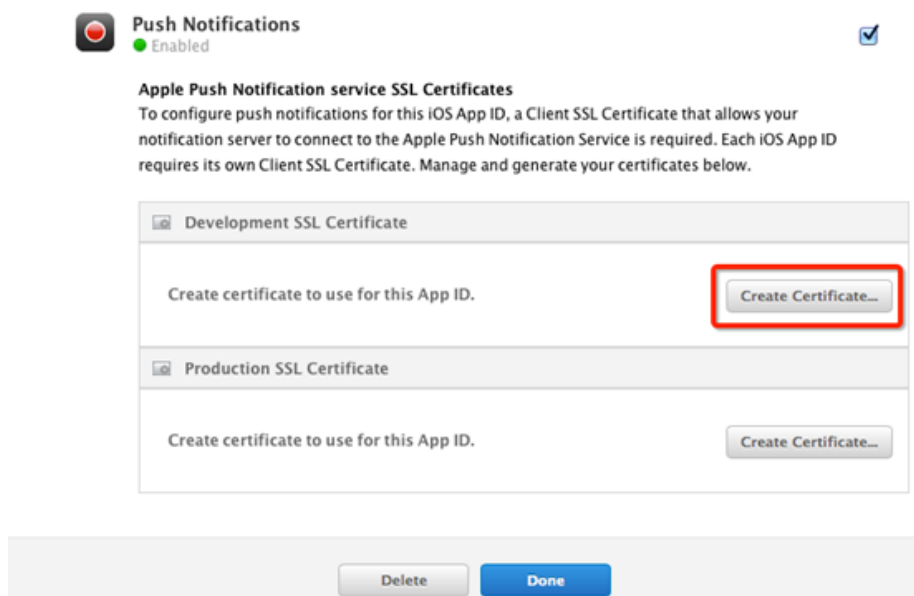 Push Notifications
Enabled
Apple Push Notification service SSL Certificates
To configure push notifications for this iOS App ID, a Client SSL Certificate that allows your
notification server to connect to the Apple Push Notification Service is required. Each iOS App ID
requires its own Client SSL Certificate. Manage and generate your certificates below.
Development SSL Certificate
Create certificate to use for this App ID.
Create Certificate...
Production SSL Certificate
Create certificate to use for this App ID.
Create Certificate...
Delete
Done